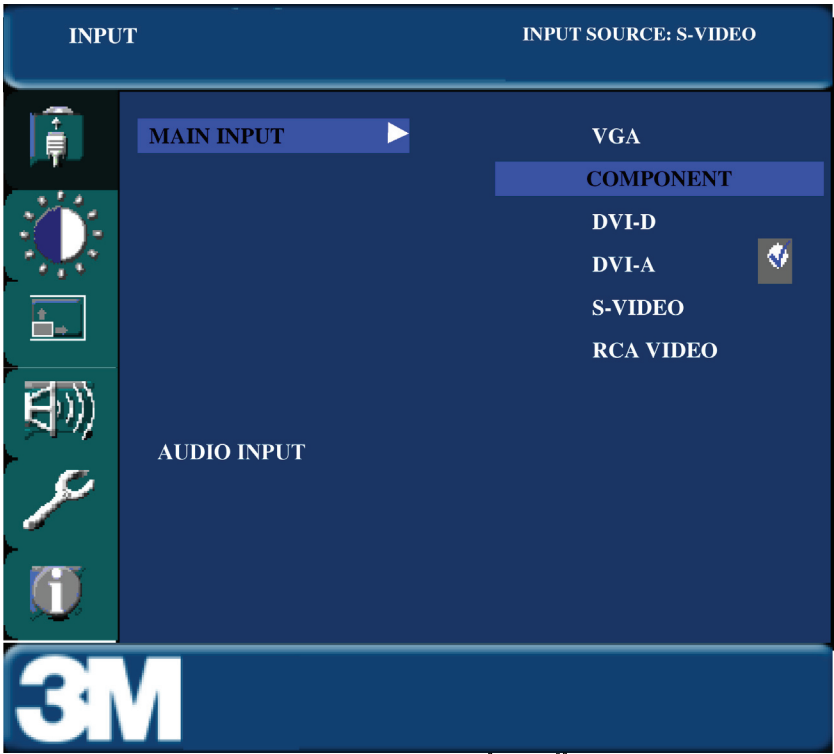 INPUT
INPUT SOURCE: S-VIDEO
MAIN INPUT
VGA
COMPONENT
DVI-D
DVI-A
S-VIDEO
RCA VIDEO
AUDIO INPUT
3M